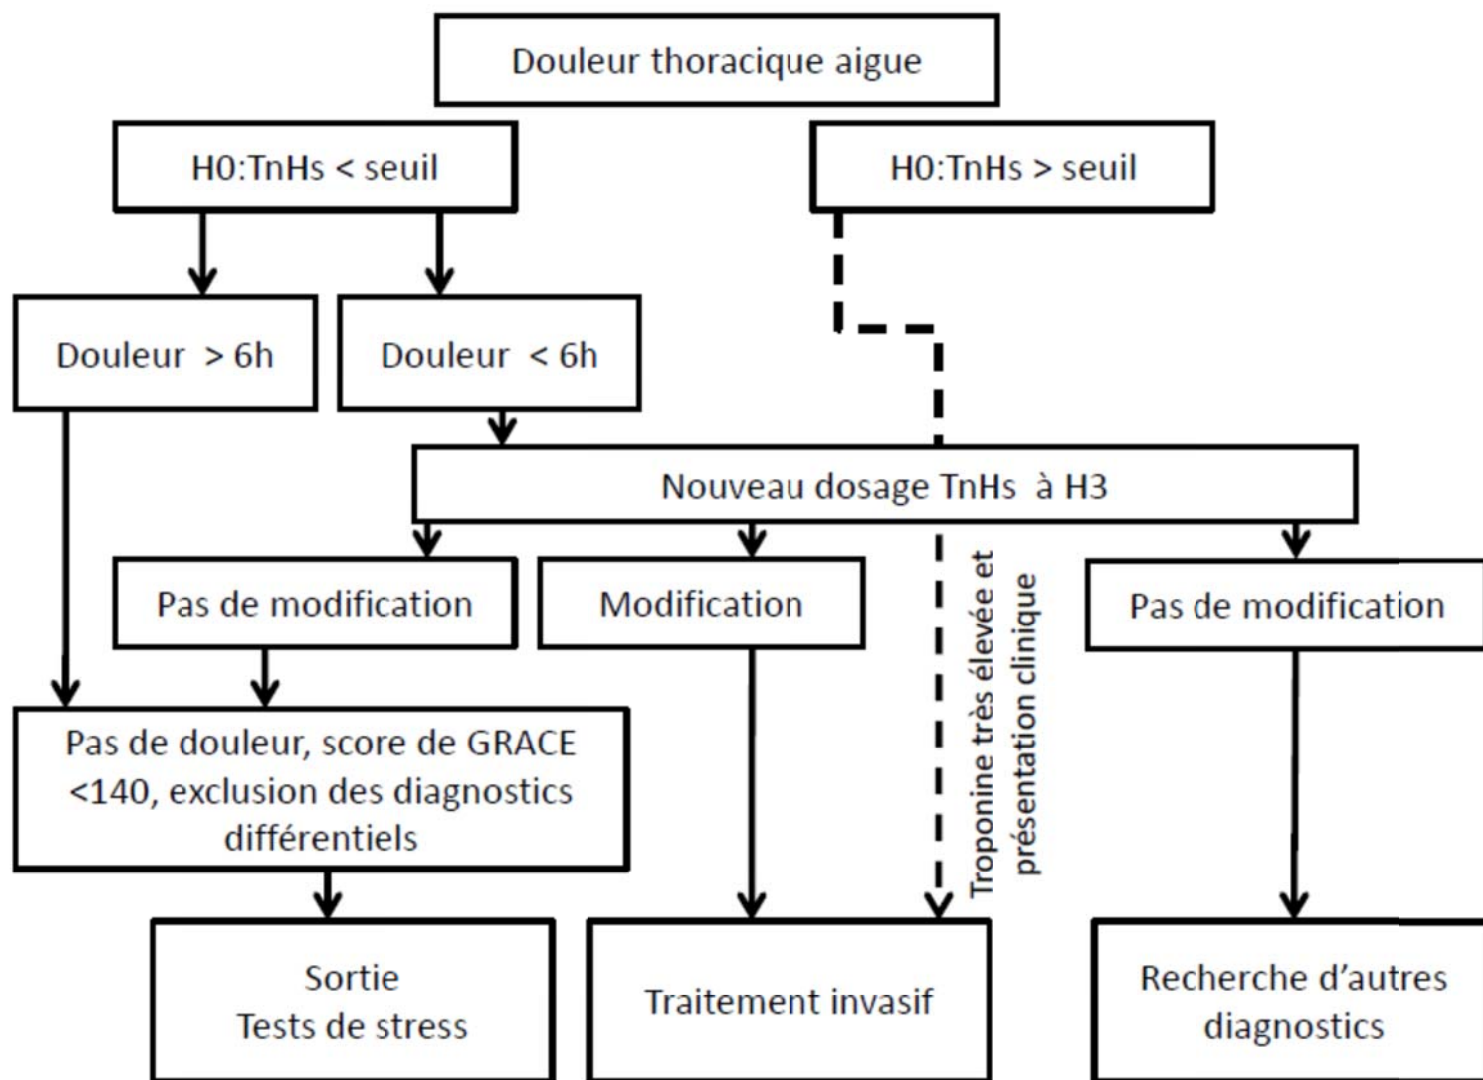 Douleur thoracique aigue
H0:TnHs < seuil
H0:TnHs > seuil
Douleur > 6h
Douleur < 6h
Nouveau dosage TnHs à H3
Pas de modification
Modification
Troponine très élevée et
présentation clinique
Pas de modification
Pas de douleur, score de GRACE
<140, exclusion des diagnostics
différentiels
Sortie
Tests de stress
Traitement invasif
Recherche d’autres
diagnostics